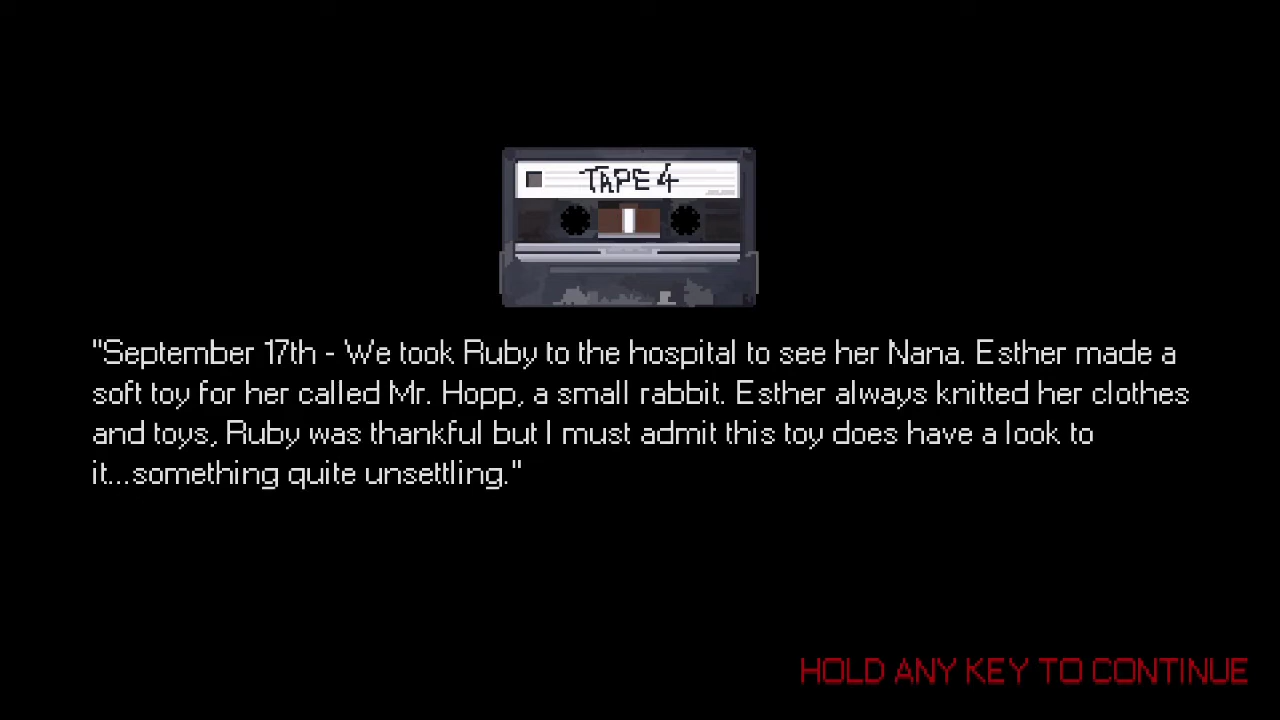 TAPE 4
"September 17th - We took Ruby to the hospital to see her Nana. Esther made a
soft toy for her called Mr. Hopp, a small rabbit. Esther always knitted her clothes
and toys, Ruby was thankful but I must admit this toy does have a look to
it...something quite unsettling."
HOLD ANY KEY TO CONTINUE